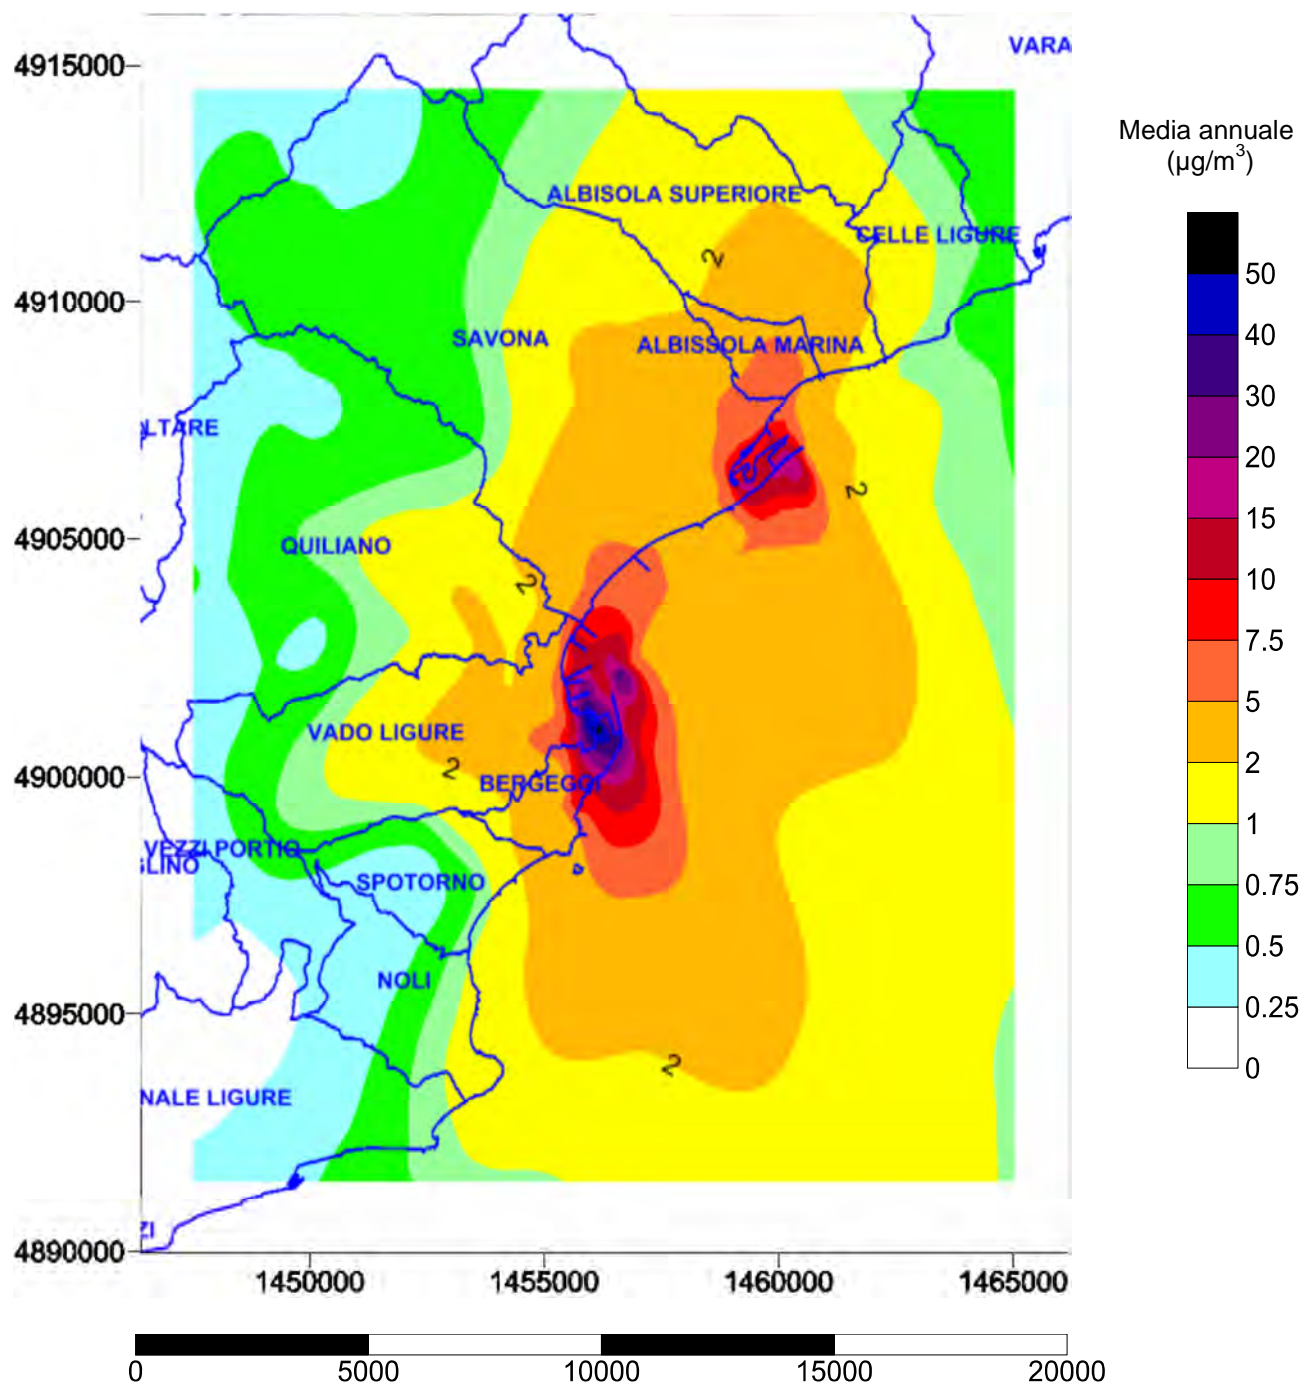 VARA
4915000
Media annuale
(µg/m³)
ALBISOLA SUPERIORE
50
CELLE LIGURE
2
4910000
40
SAVONA
ALBISSOLA MARINA
30
LTARE
20
2
15
4905000
QUILIANO
10
2
7.5
5
VADO LIGURE
2
2
4900000
BERGEGGI
1
VEZZI PORTIO
GLINO
SPOTORNO
0.75
0.5
NOLI
4895000
0.25
2
0
NALE LIGURE
ZI
4890000
1450000 1455000 1460000 1465000
0 5000 10000 15000 20000